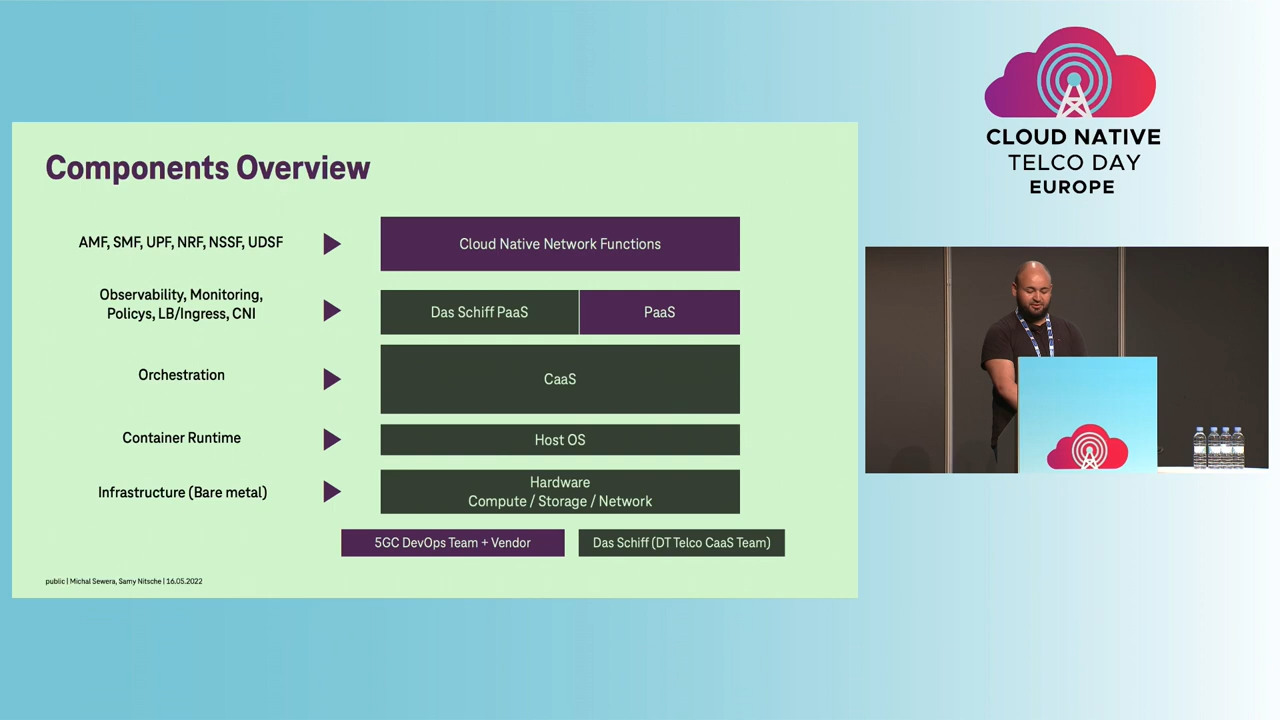 CLOUD NATIVE
TELCO DAY
EUROPE
Components Overview
AMF, SMF, UPF, NRF, NSSF, UDSF
Cloud Native Network Functions
Observability, Monitoring,
Policys, LB/Ingress, CNI
Das Schiff PaaS
PaaS
Orchestration
CaaS
Container Runtime
Host OS
Infrastructure (Bare metal)
Hardware
Compute / Storage / Network
5GC DevOps Team + Vendor
Das Schiff (DT Telco CaaS Team)
public | Michal Sewera, Samy Nitsche | 16.05.2022